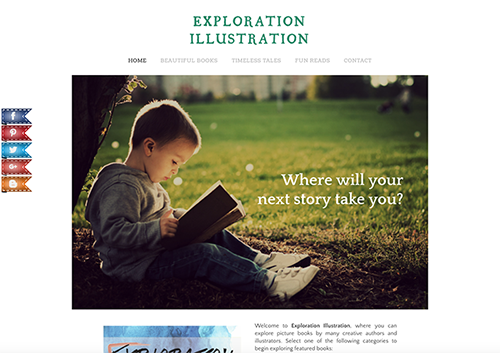 EXPLORATION
ILLUSTRATION
HOME BEAUTIFUL BOOKS TIMELESS TALES FUN READS CONTACT
Where will your
next story take you?
EXPLORATION
Welcome to Exploration Illustration, where you can
explore picture books by many creative authors and
illustrators. Select one of the following categories to
begin exploring featured books: